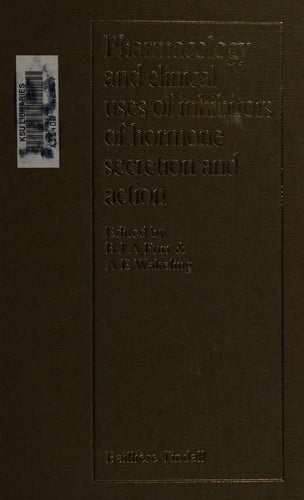 Pharmacology
and clinical
uses of inhibitors
of hormone
secretion and
action
Edited by
B J A Furr &
A E Wakeling
Baillière Tindall
KSU LIBRARIES